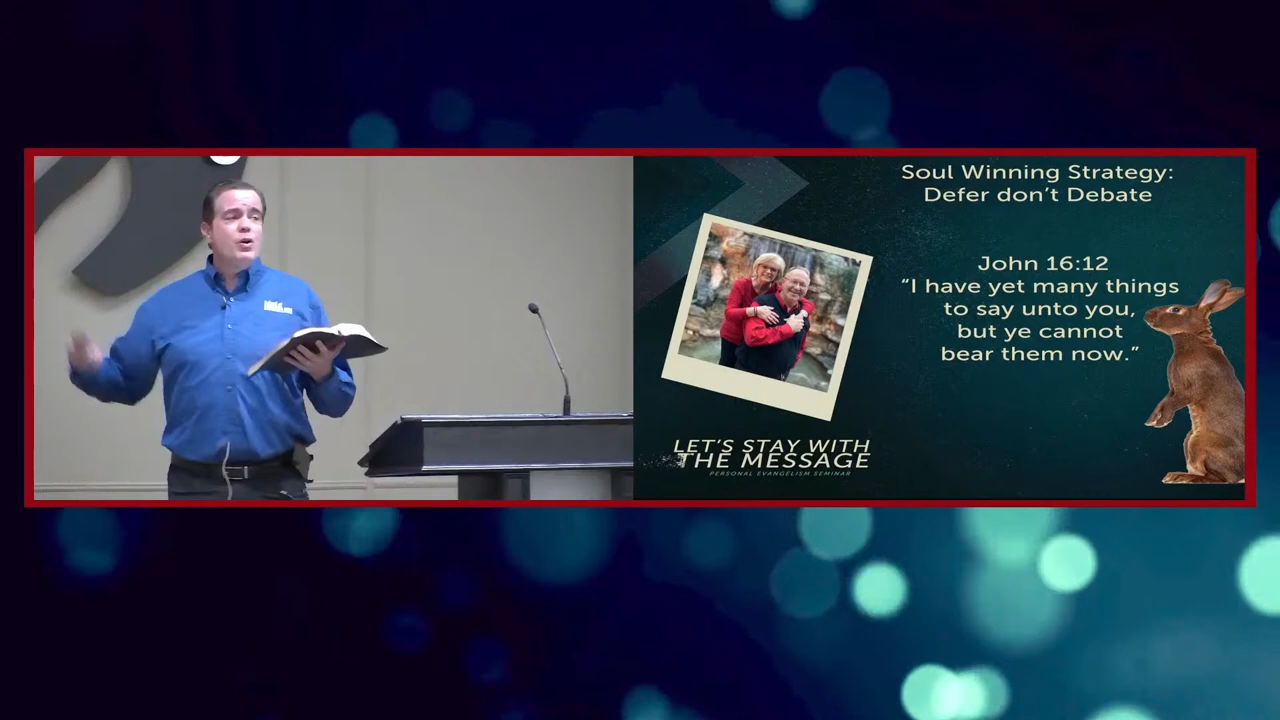 Soul Winning Strategy:
Defer don't Debate
John 16:12
"I have yet many things
to say unto you,
but ye cannot
bear them now."
LET'S STAY WITH
THE MESSAGE
PERSONAL EVANGELISM SEMINAR